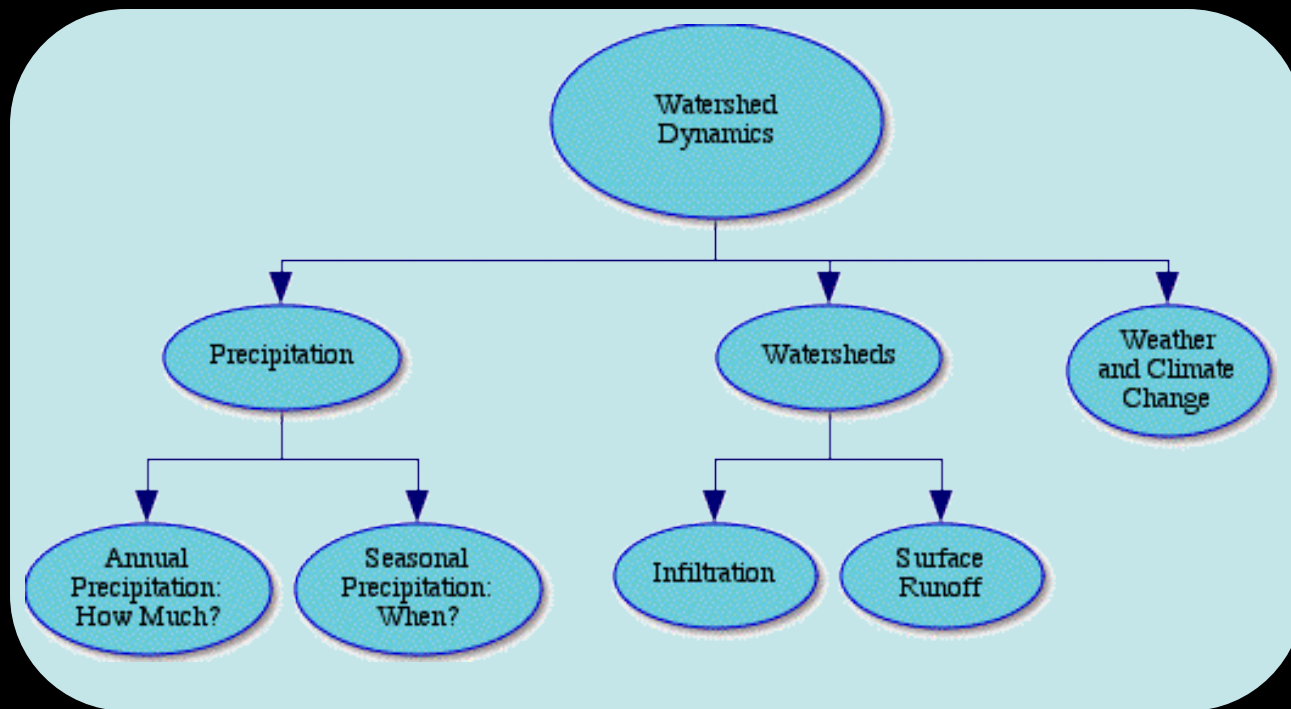 Watershed
Dynamics
Precipitation
Watersheds
Weather
and Climate
Change
Annual
Precipitation:
How Much?
Seasonal
Precipitation:
When?
Infiltration
Surface
Runoff